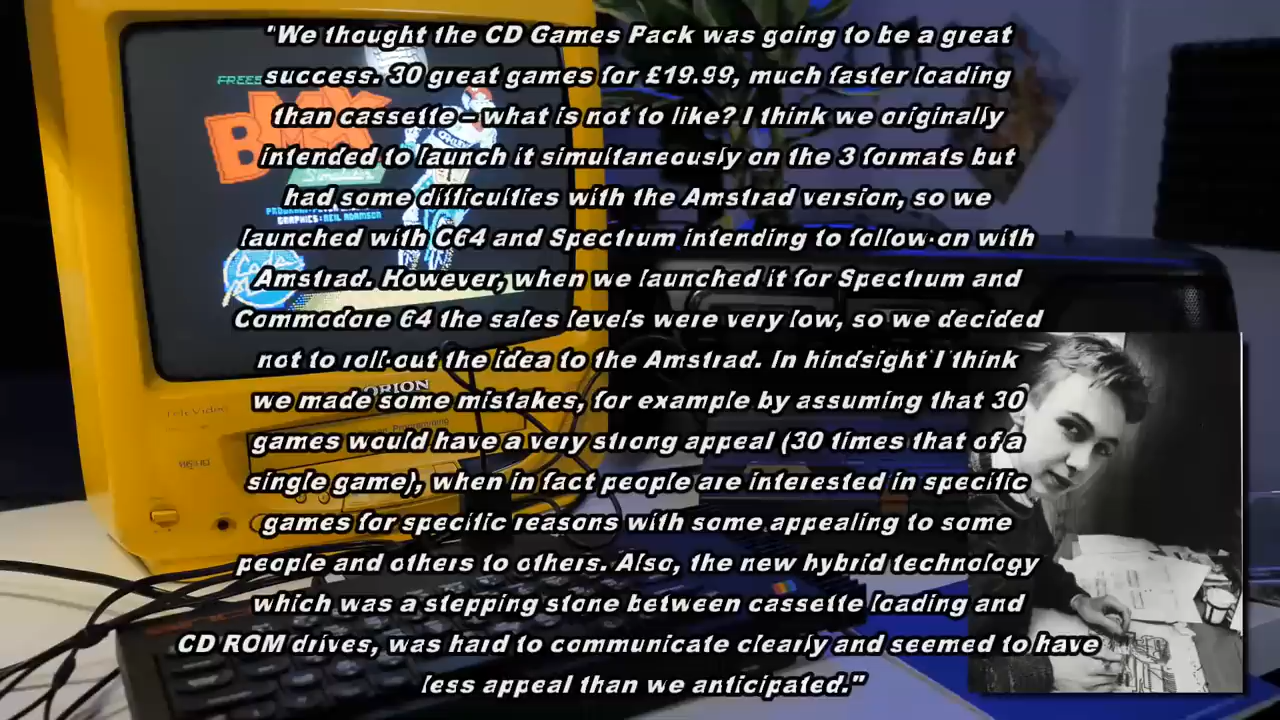 "We thought the CD Games Pack was going to be a great
success. 30 great games for £19.99, much faster loading
than cassette – what is not to like? I think we originally
intended to launch it simultaneously on the 3 formats but
had some difficulties with the Amstrad version, so we
launched with C64 and Spectrum intending to follow-on with
Amstrad. However, when we launched it for Spectrum and
Commodore 64 the sales levels were very low, so we decided
not to roll-out the idea to the Amstrad. In hindsight I think
we made some mistakes, for example by assuming that 30
games would have a very strong appeal (30 times that of a
single game), when in fact people are interested in specific
games for specific reasons with some appealing to some
people and others to others. Also, the new hybrid technology
which was a stepping stone between cassette loading and
CD ROM drives, was hard to communicate clearly and seemed to have
less appeal than we anticipated."
Simulator
GRAPHICS: NEIL ADAMSON
ORION
TeleVideo